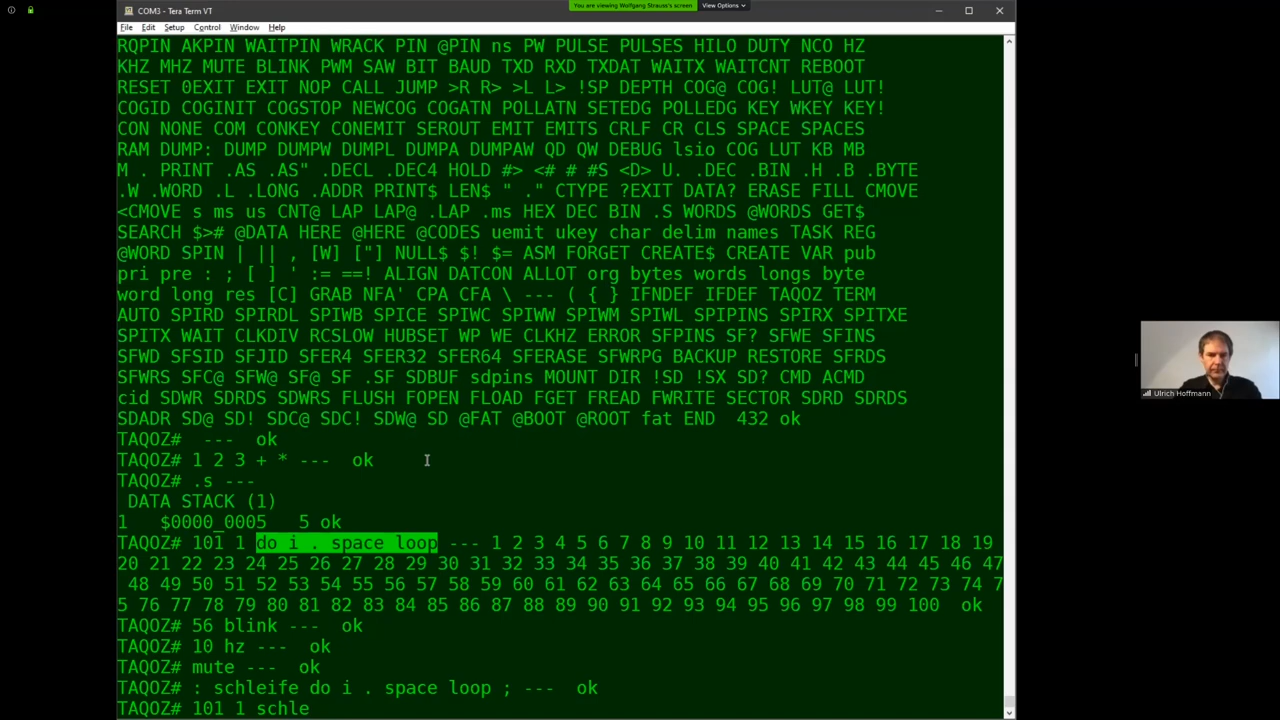 COM3 - Tera Term VT
You are viewing Wolfgang Strauss's screen
View Options
File Edit Setup Control Window Help
RQPIN AKPIN WAITPIN WRACK PIN @PIN ns PW PULSE PULSES HILO DUTY NCO HZ
KHZ MHZ MUTE BLINK PWM SAW BIT BAUD TXD RXD TXDAT WAITX WAITCNT REBOOT
RESET 0EXIT EXIT NOP CALL JUMP >R R> >L L> !SP DEPTH COG@ COG! LUT@ LUT!
COGID COGINIT COGSTOP NEWCOG COGATN POLLATN SETEDG POLLEDG KEY WKEY KEY!
CON NONE COM CONKEY CONEMIT SEROUT EMIT EMITS CRLF CR CLS SPACE SPACES
RAM DUMP: DUMP DUMPW DUMPL DUMPA DUMPAW QD QW DEBUG lsio COG LUT KB MB
M . PRINT .AS .AS" .DECL .DEC4 HOLD #> <# # #S <D> U. .DEC .BIN .H .B .BYTE
.W .WORD .L .LONG .ADDR PRINT$ LEN$ " ." CTYPE ?EXIT DATA? ERASE FILL CMOVE
<CMOVE s ms us CNT@ LAP LAP@ .LAP .ms HEX DEC BIN .S WORDS @WORDS GET$
SEARCH $># @DATA HERE @HERE @CODES uemit ukey char delim names TASK REG
@WORD SPIN | || , [W] ["] NULL$ $! $= ASM FORGET CREATE$ CREATE VAR pub
pri pre : ; [ ] ' := ==! ALIGN DATCON ALLOT org bytes words longs byte
word long res [C] GRAB NFA' CPA CFA \ --- ( { } IFNDEF IFDEF TAQOZ TERM
AUTO SPIRD SPIRDL SPIWB SPICE SPIWC SPIWW SPIWM SPIWL SPIPINS SPIRX SPITXE
SPITX WAIT CLKDIV RCSLOW HUBSET WP WE CLKHZ ERROR SFPINS SF? SFWE SFINS
SFWD SFSID SFJID SFER4 SFER32 SFER64 SFERASE SFWRPG BACKUP RESTORE SFRDS
SFWRS SFC@ SFW@ SF@ SF .SF SDBUF sdpins MOUNT DIR !SD !SX SD? CMD ACMD
cid SDWR SDRDS SDWRS FLUSH FOPEN FLOAD FGET FREAD FWRITE SECTOR SDRD SDRDS
SDADR SD@ SD! SDC@ SDC! SDW@ SD @FAT @BOOT @ROOT fat END  432 ok
TAQOZ#  ---  ok
TAQOZ# 1 2 3 + * ---  ok
TAQOZ# .s ---
DATA STACK (1)
1   $0000_0005   5 ok
TAQOZ# 101 1 do i . space loop --- 1 2 3 4 5 6 7 8 9 10 11 12 13 14 15 16 17 18 19
20 21 22 23 24 25 26 27 28 29 30 31 32 33 34 35 36 37 38 39 40 41 42 43 44 45 46 47
48 49 50 51 52 53 54 55 56 57 58 59 60 61 62 63 64 65 66 67 68 69 70 71 72 73 74 7
5 76 77 78 79 80 81 82 83 84 85 86 87 88 89 90 91 92 93 94 95 96 97 98 99 100  ok
TAQOZ# 56 blink ---  ok
TAQOZ# 10 hz ---  ok
TAQOZ# mute ---  ok
TAQOZ# : schleife do i . space loop ; ---  ok
TAQOZ# 101 1 schle
Ulrich Hoffmann